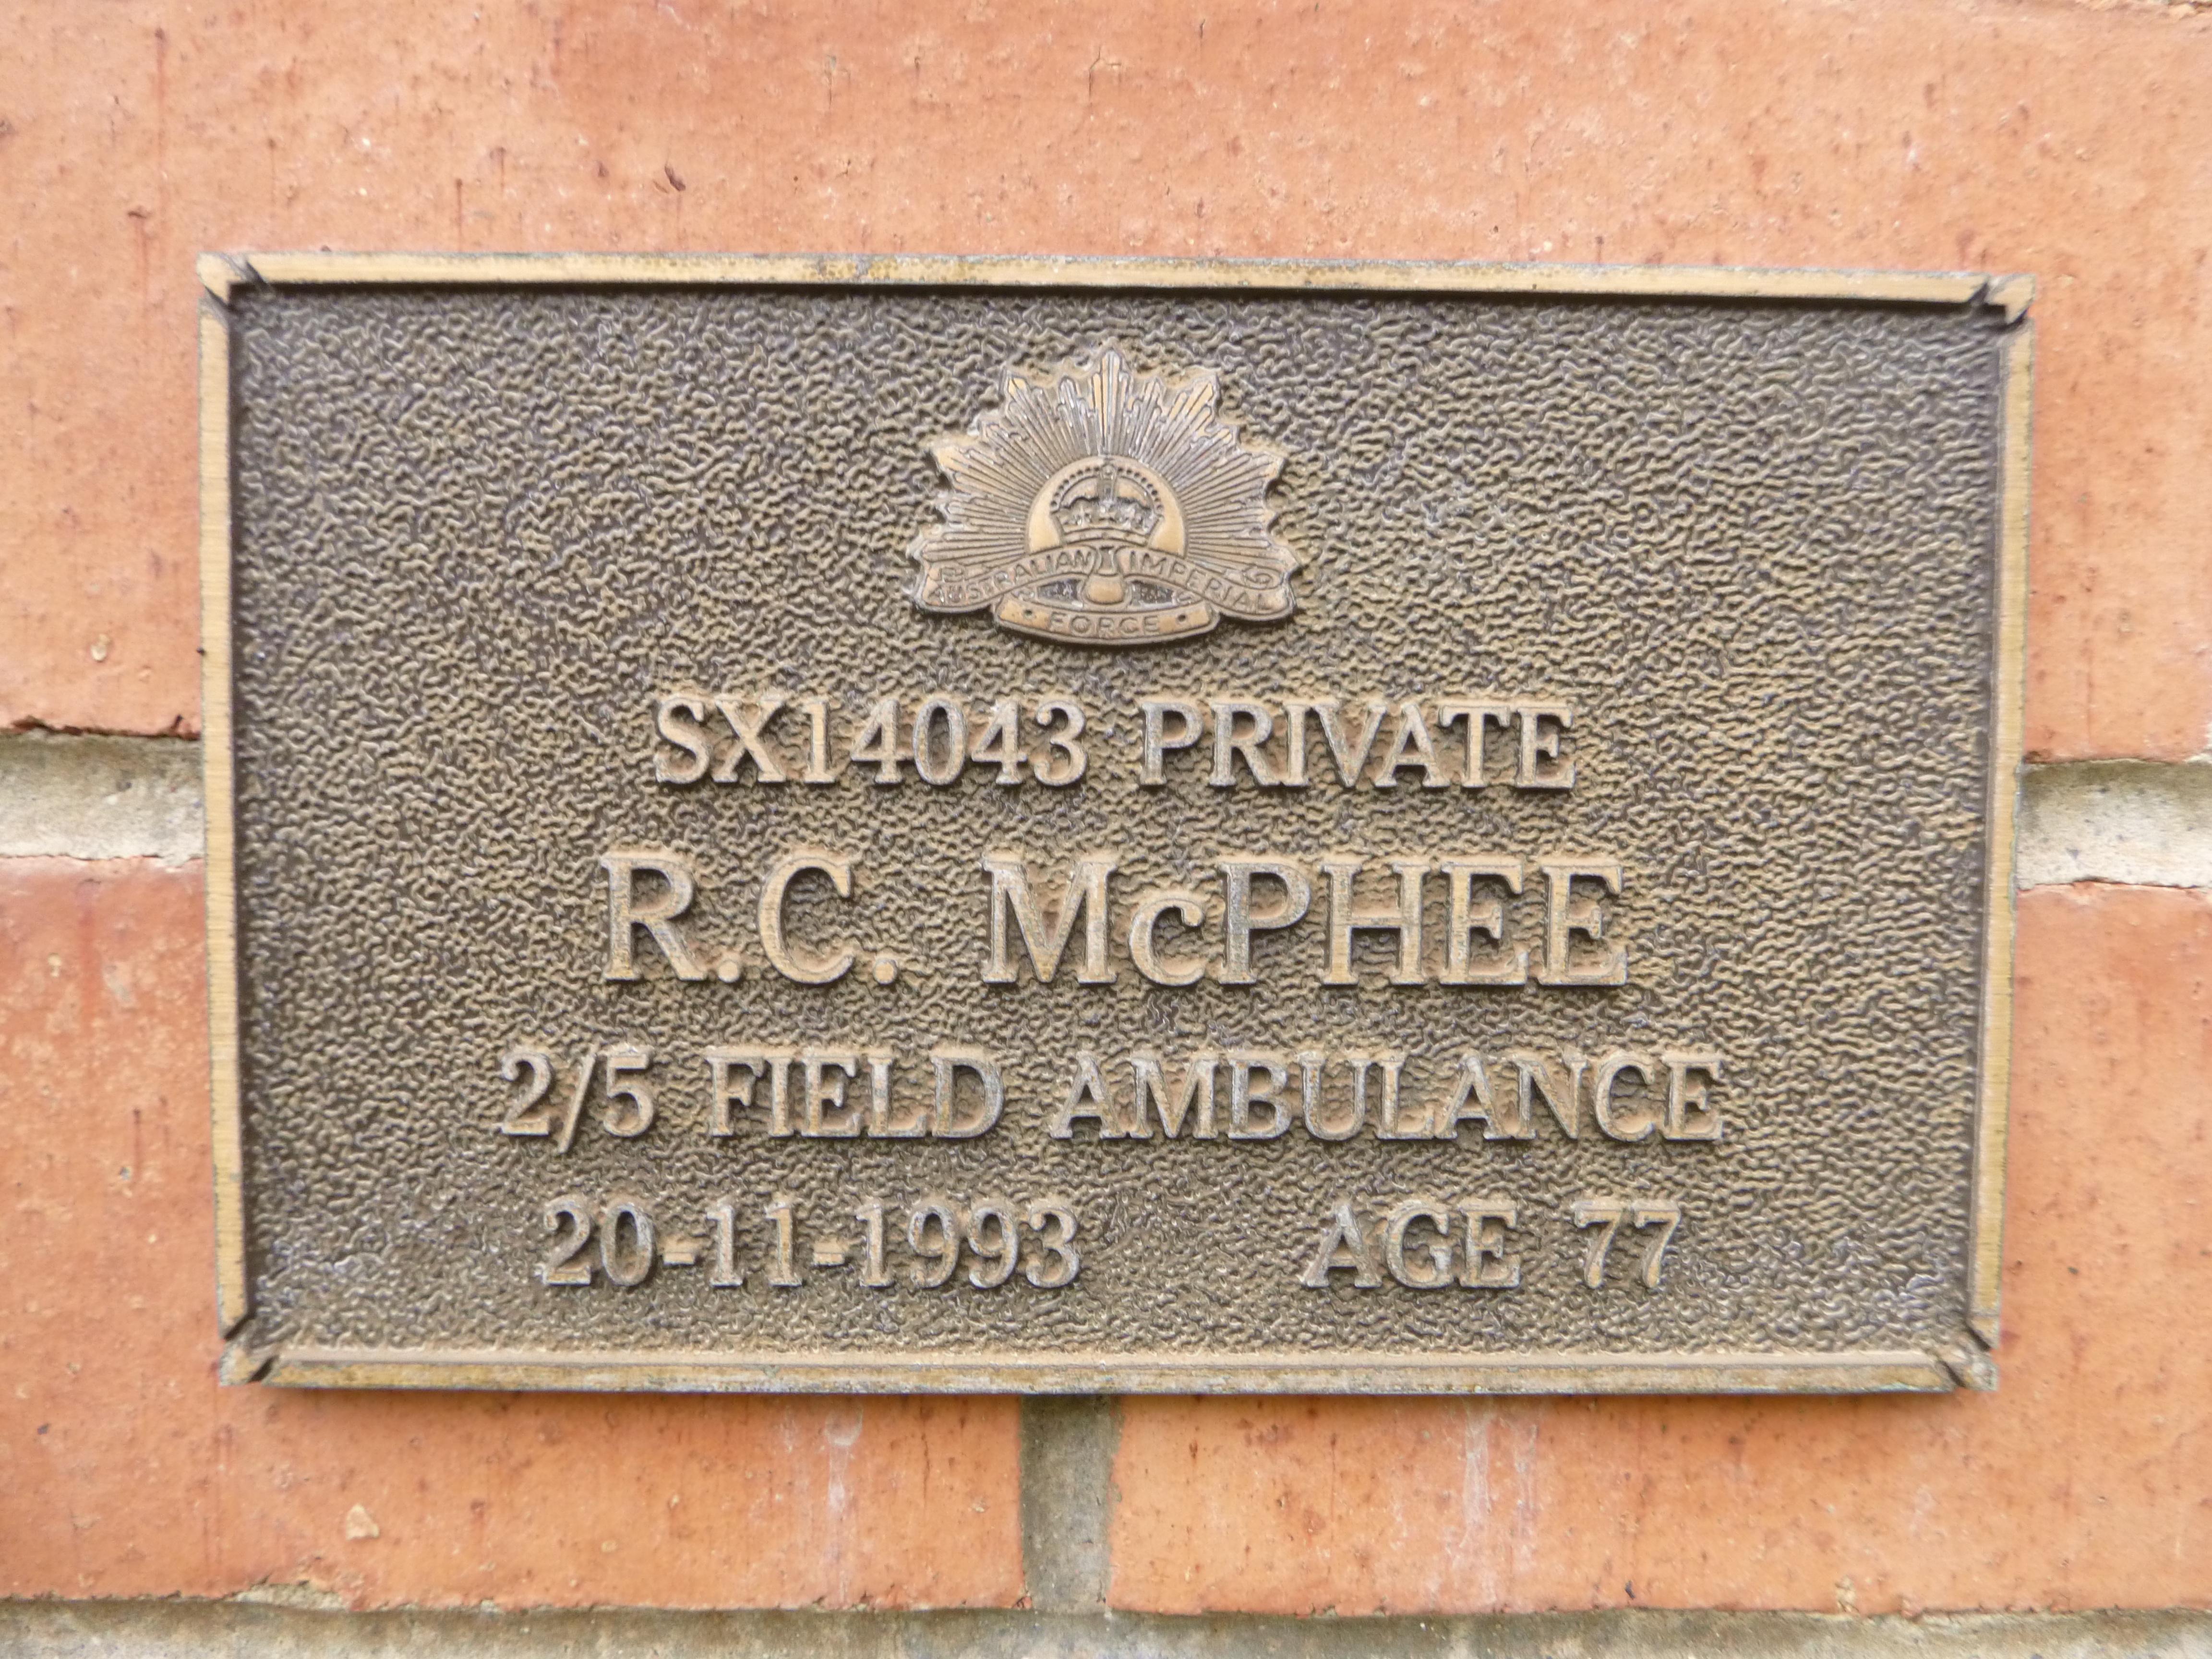 AUSTRALIAN IMPERIAL
FORCE
SX14043 PRIVATE
R.C. McPHEE
2/5 FIELD AMBULANCE
20-11-1993 AGE 77